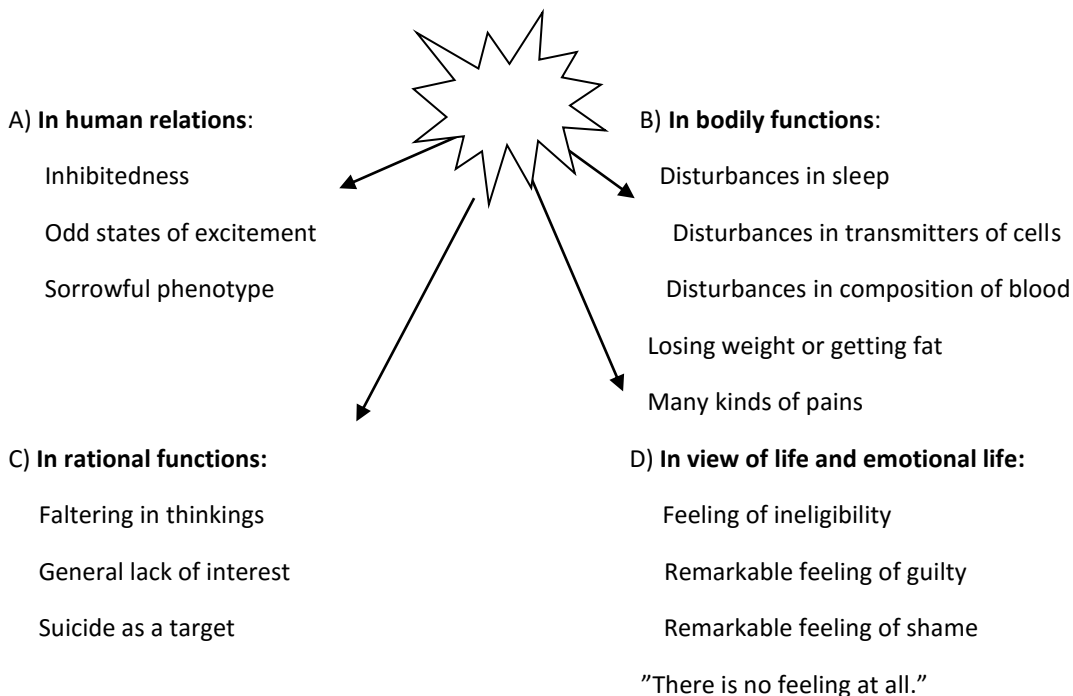 A) In human relations:
Inhibitedness
Odd states of excitement
Sorrowful phenotype
B) In bodily functions:
Disturbances in sleep
Disturbances in transmitters of cells
Disturbances in composition of blood
Losing weight or getting fat
Many kinds of pains
C) In rational functions:
Faltering in thinkings
General lack of interest
Suicide as a target
D) In view of life and emotional life:
Feeling of ineligibility
Remarkable feeling of guilty
Remarkable feeling of shame
”There is no feeling at all.”